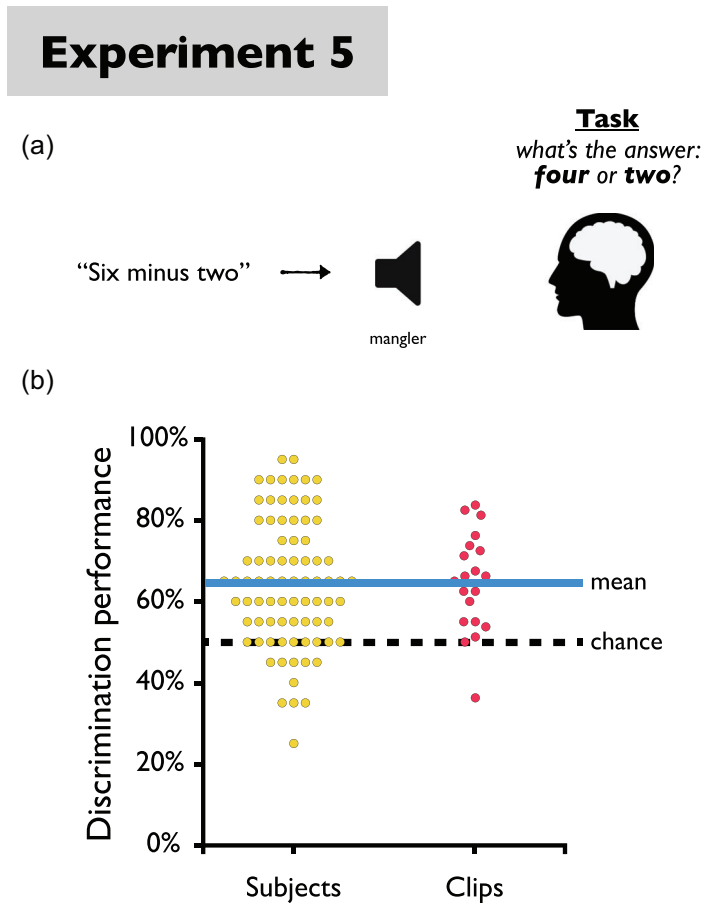 Experiment 5
(a)
Task
what's the answer:
four or two?
“Six minus two”
mangler
(b)
Discrimination performance
100%
80%
60%
40%
20%
0%
mean
chance
Subjects
Clips